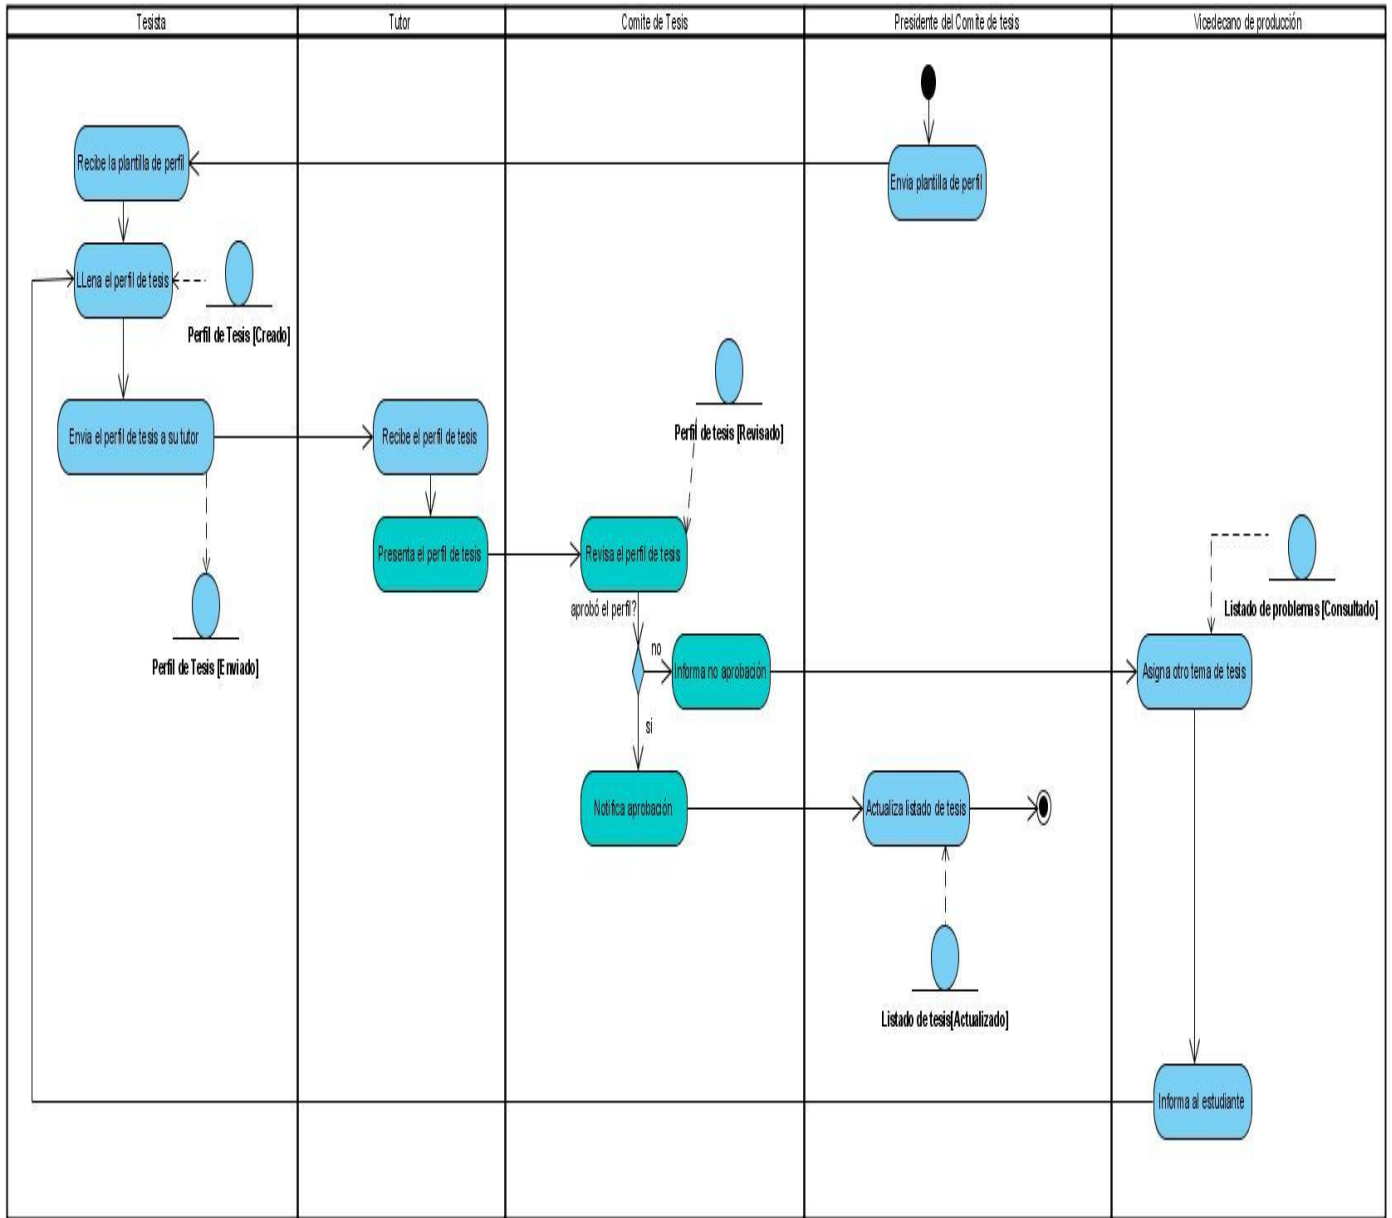 Tesista
Tutor
Comite de Tesis
Presidente del Comite de tesis
Vicedecano de producción
Recibe la plantilla de perfil
Envia plantilla de perfil
LLena el perfil de tesis
Perfil de Tesis [Creado]
Perfil de tesis [Revisado]
Envia el perfil de tesis a su tutor
Recibe el perfil de tesis
Presenta el perfil de tesis
Revisa el perfil de tesis
aprobó el perfil?
Listado de problemas [Consultado]
Perfil de Tesis [Enviado]
no
Informa no aprobación
Asigna otro tema de tesis
si
Notifica aprobación
Actualiza listado de tesis
Listado de tesis[Actualizado]
Informa al estudiante